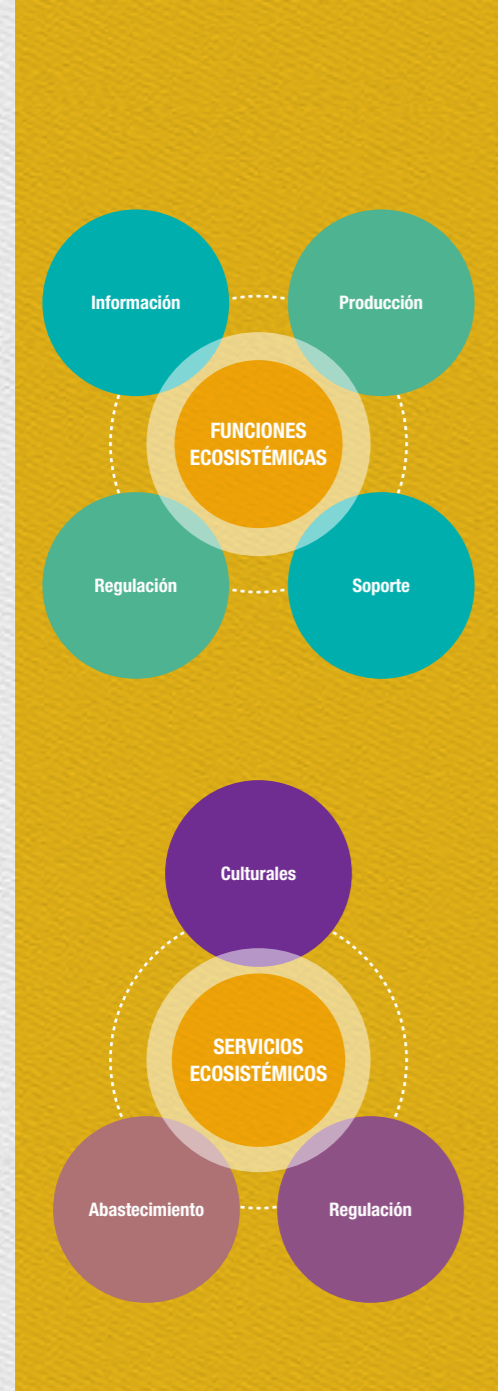 Información
Producción
FUNCIONES
ECOSISTÉMICAS
Regulación
Soporte
Culturales
SERVICIOS
ECOSISTÉMICOS
Abastecimiento
Regulación